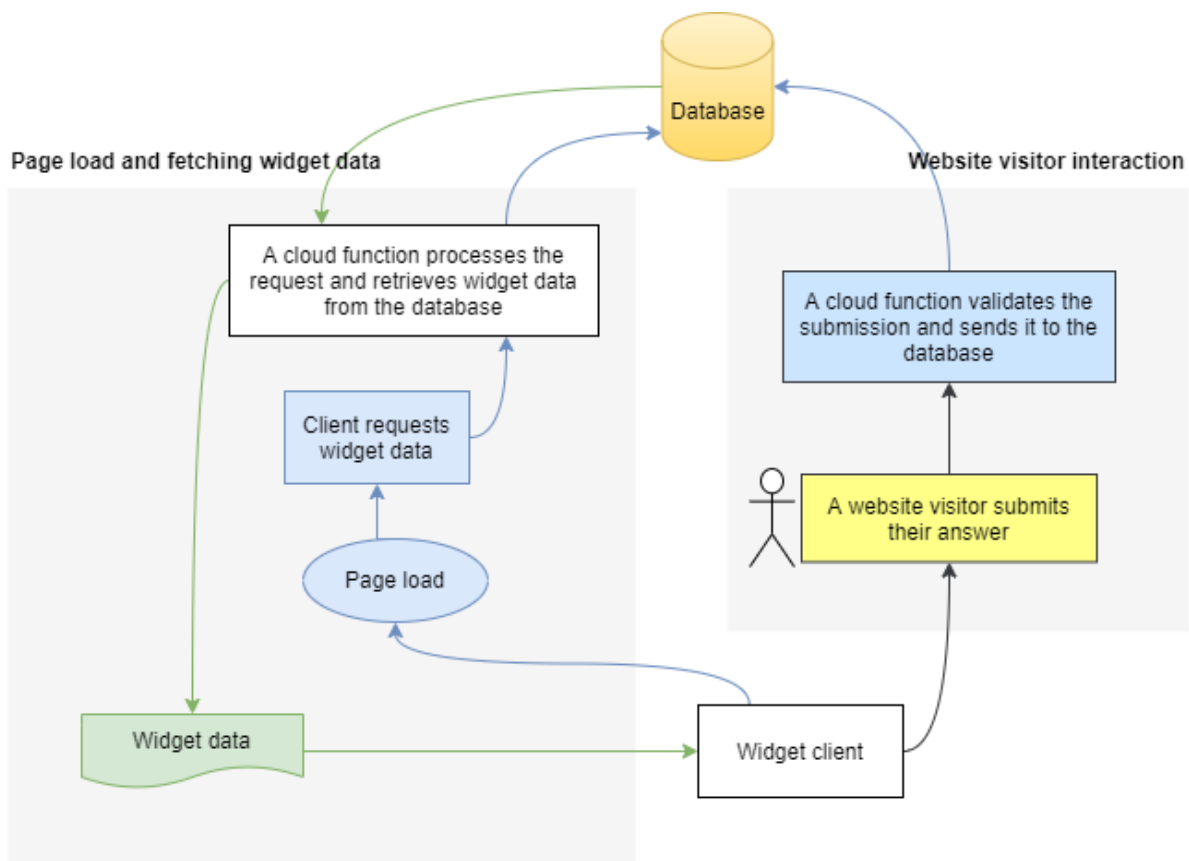 Database
Page load and fetching widget data
Website visitor interaction
A cloud function processes the
request and retrieves widget data
from the database
A cloud function validates the
submission and sends it to the
database
Client requests
widget data
A website visitor submits
their answer
Page load
Widget data
Widget client